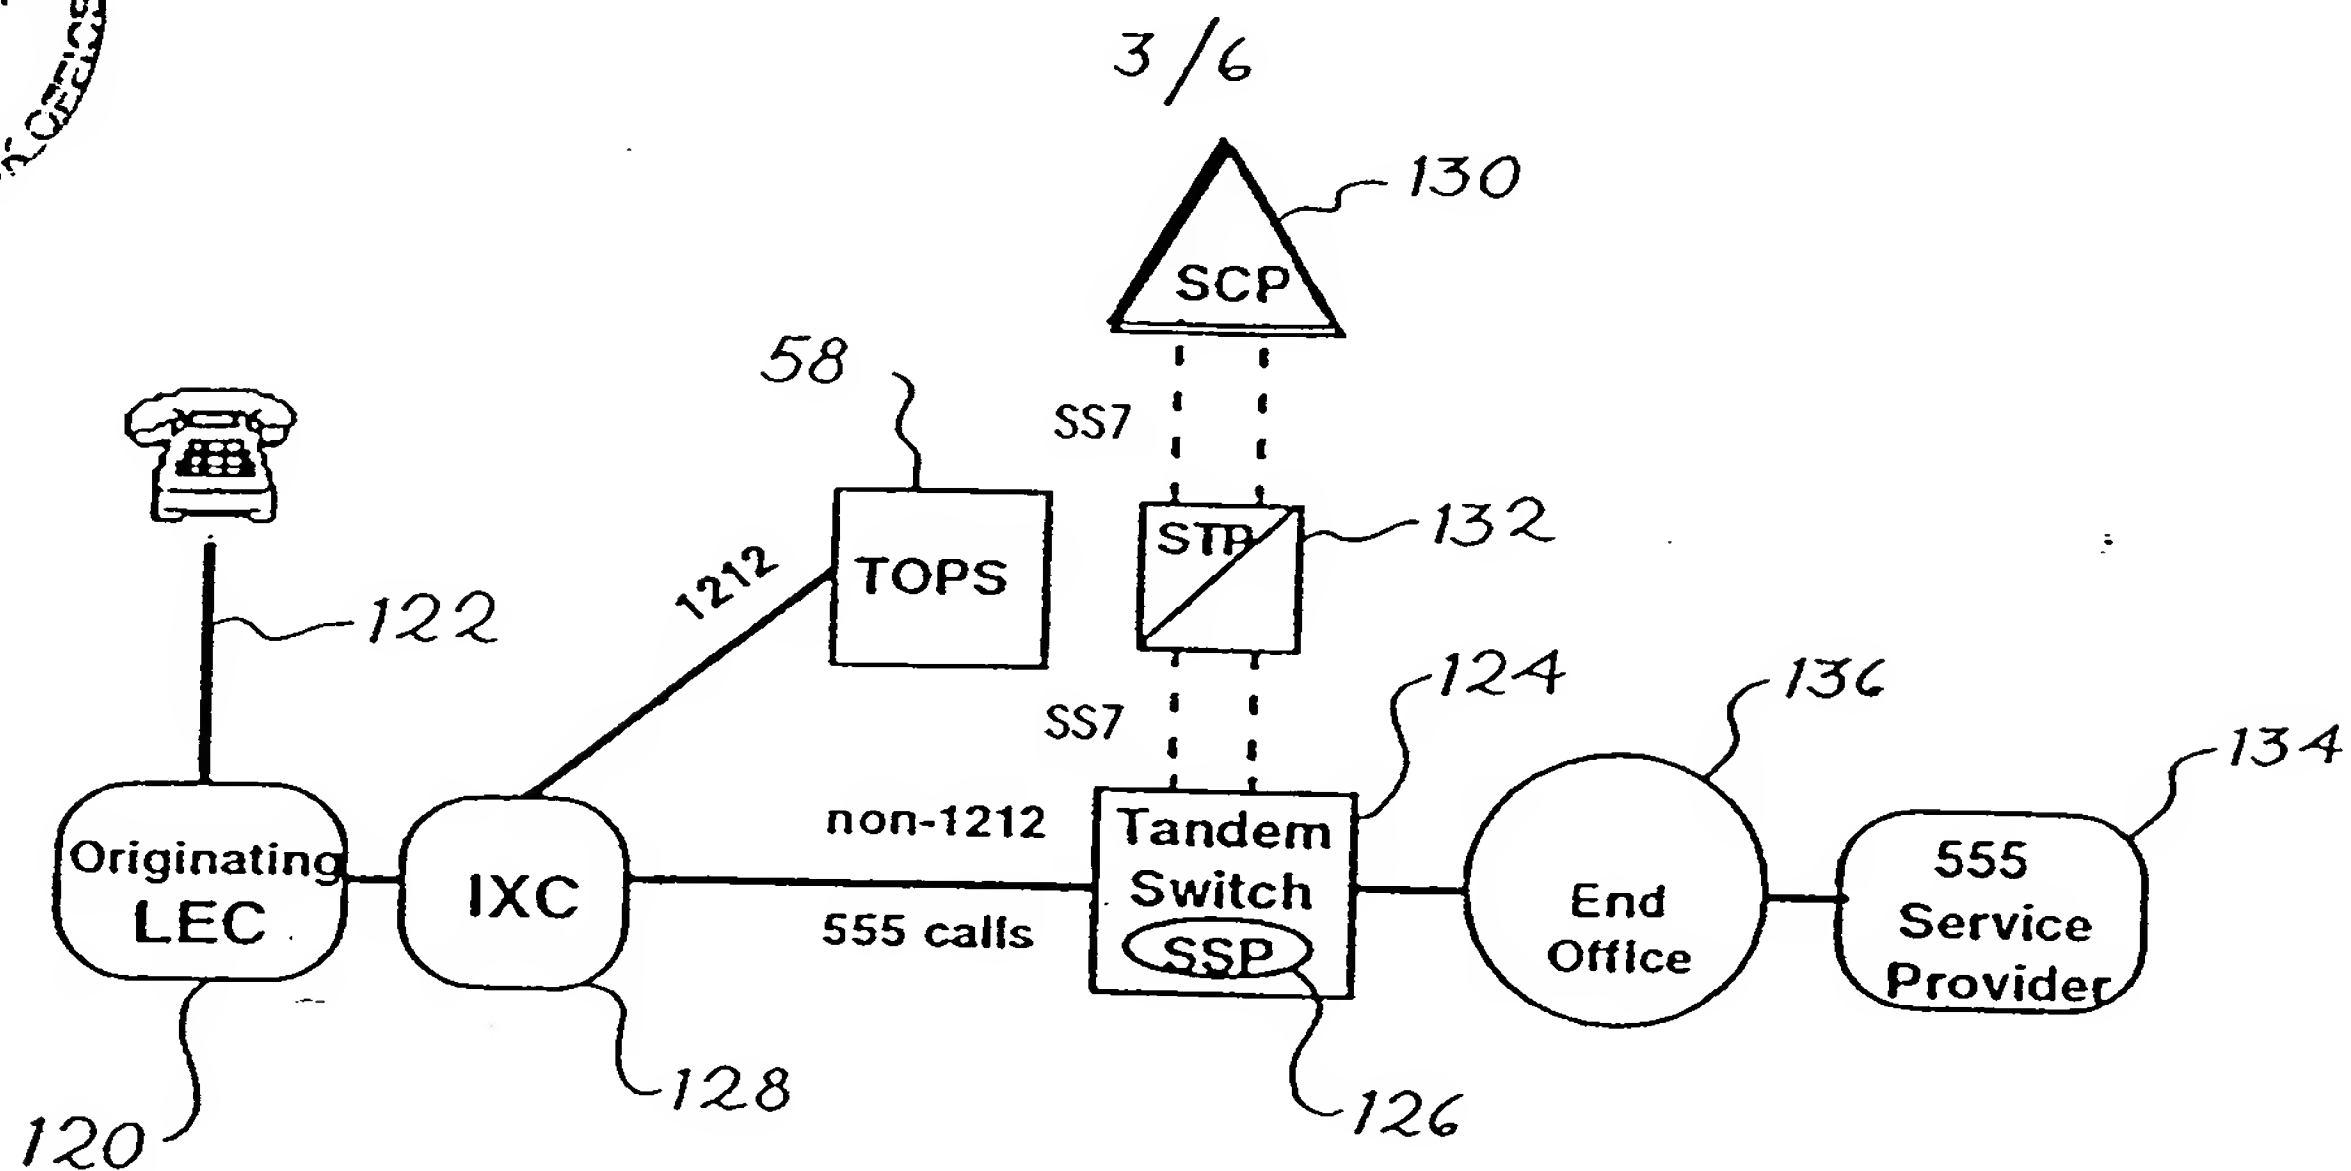 3/6
130
SCP
58
SS7
TOPS
1212
STP
132
122
SS7
124
136
134
Originating
LEC
IXC
non-1212
555 calls
Tandem
Switch
SSP
End
Office
555
Service
Provider
128
126
120